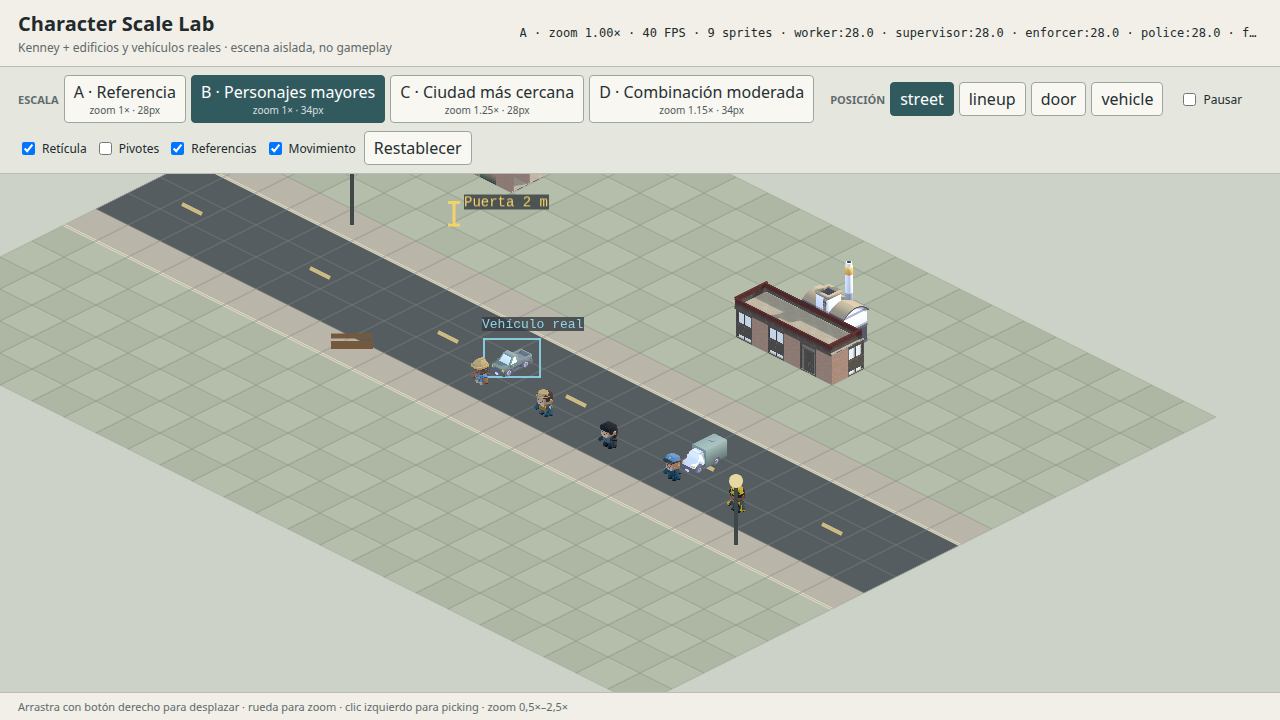 Character Scale Lab
Kenney + edificios y vehículos reales · escena aislada, no gameplay
A · zoom 1.00× · 40 FPS · 9 sprites · worker:28.0 · supervisor:28.0 · enforcer:28.0 · police:28.0 · f…
ESCALA
A · Referencia
zoom 1× · 28px
B · Personajes mayores
zoom 1× · 34px
C · Ciudad más cercana
zoom 1.25× · 28px
D · Combinación moderada
zoom 1.15× · 34px
POSICIÓN
street
lineup
door
vehicle
Pausar
Retícula
Pivotes
Referencias
Movimiento
Restablecer
Puerta 2 m
Vehículo real
Arrastra con botón derecho para desplazar · rueda para zoom · clic izquierdo para picking · zoom 0,5×–2,5×